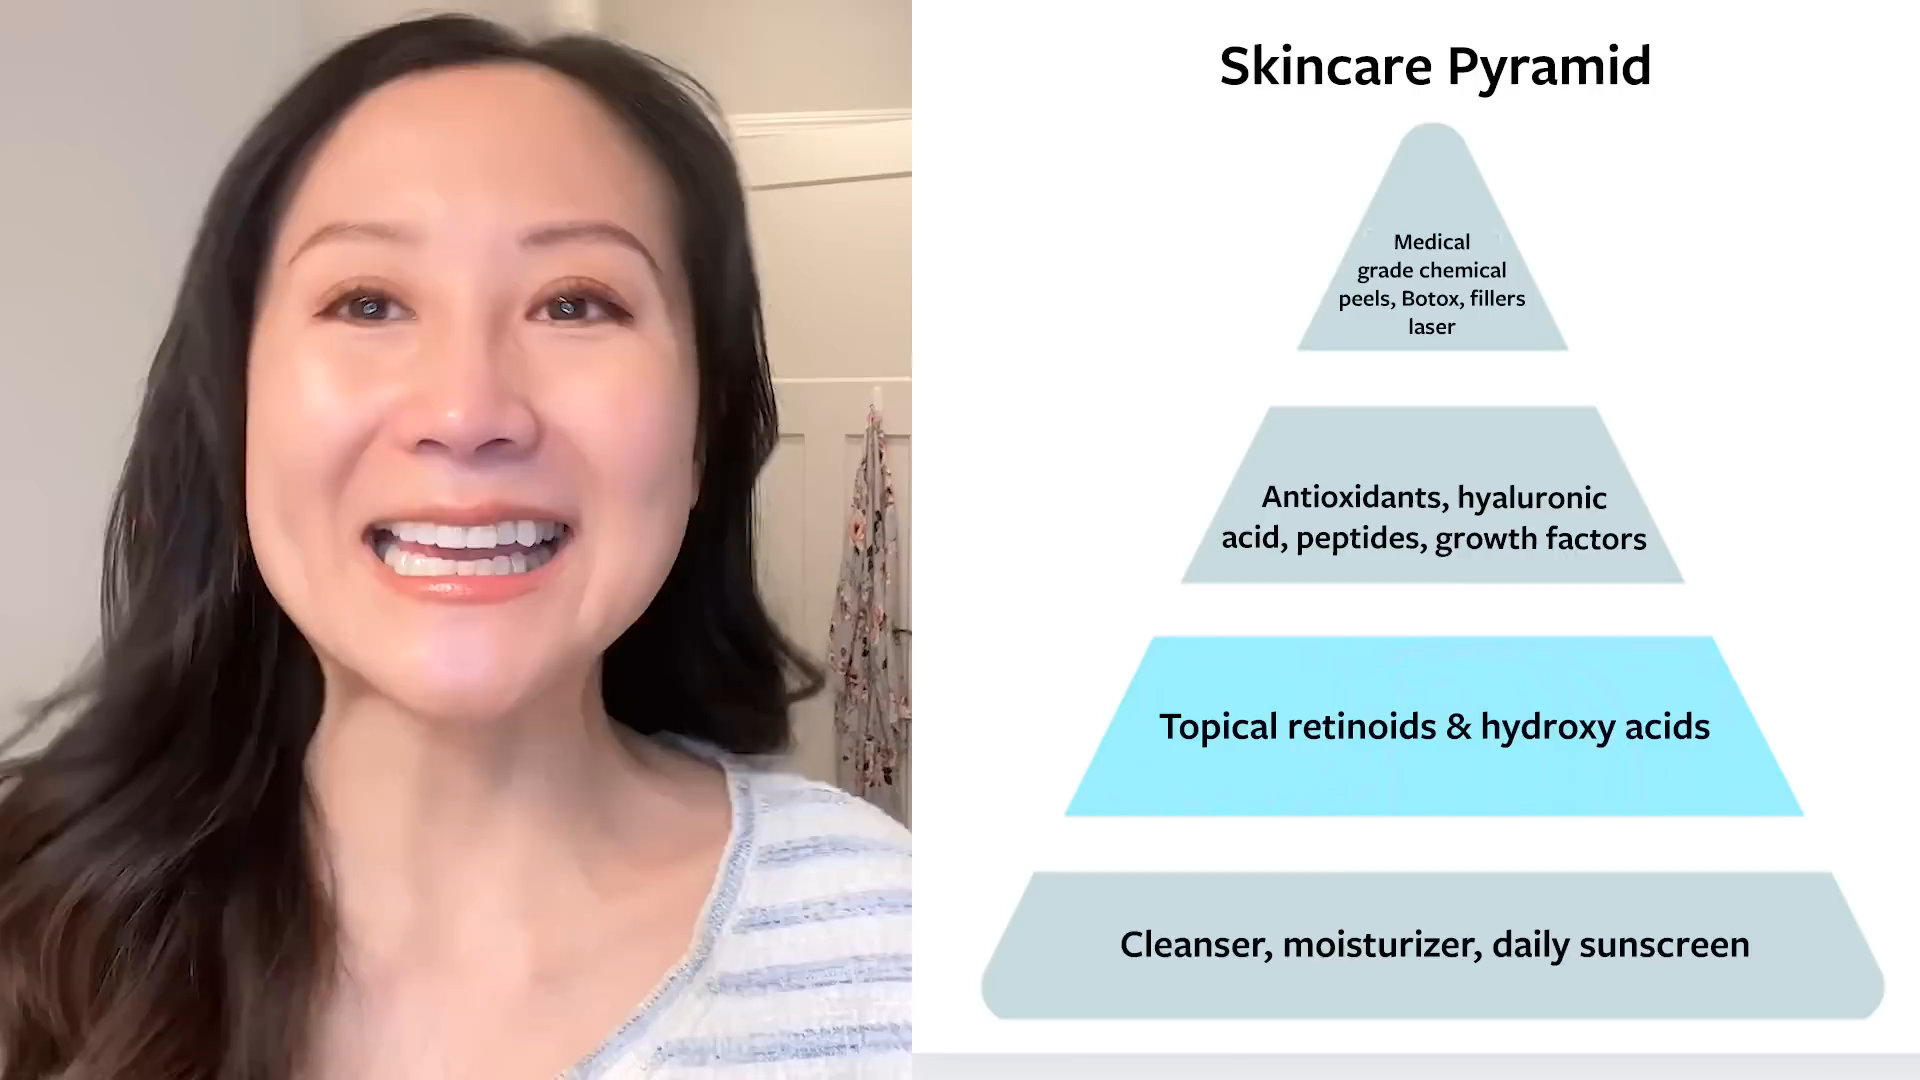 Skincare Pyramid
Medical
grade chemical
peels, Botox, fillers
laser
Antioxidants, hyaluronic
acid, peptides, growth factors
Topical retinoids & hydroxy acids
Cleanser, moisturizer, daily sunscreen